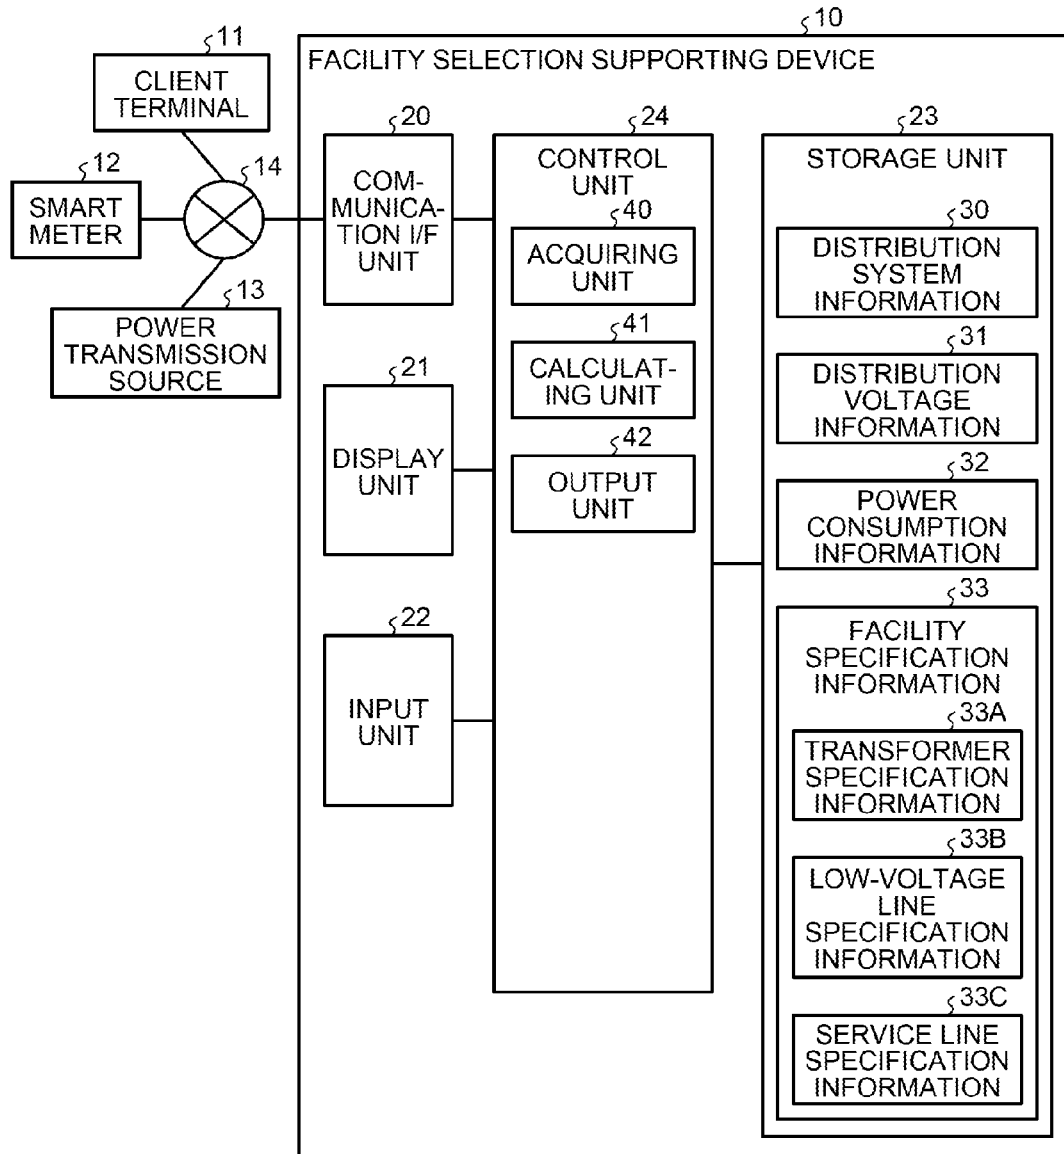 10
FACILITY SELECTION SUPPORTING DEVICE
11
CLIENT
TERMINAL
12
SMART
METER
14
13
POWER
TRANSMISSION
SOURCE
20
COM-
MUNICA-
TION I/F
UNIT
21
DISPLAY
UNIT
22
INPUT
UNIT
24
CONTROL
UNIT
40
ACQUIRING
UNIT
41
CALCULAT-
ING UNIT
42
OUTPUT
UNIT
23
STORAGE UNIT
30
DISTRIBUTION
SYSTEM
INFORMATION
31
DISTRIBUTION
VOLTAGE
INFORMATION
32
POWER
CONSUMPTION
INFORMATION
33
FACILITY
SPECIFICATION
INFORMATION
33A
TRANSFORMER
SPECIFICATION
INFORMATION
33B
LOW-VOLTAGE
LINE
SPECIFICATION
INFORMATION
33C
SERVICE LINE
SPECIFICATION
INFORMATION